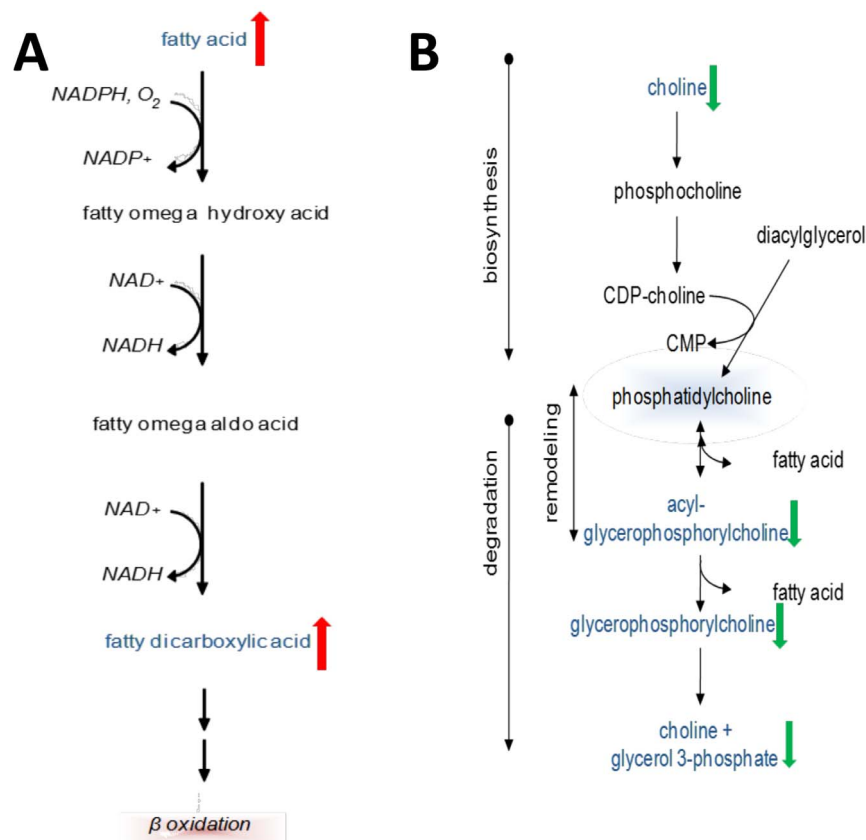 A
fatty acid
NADPH, O2
NADP+
fatty omega hydroxy acid
NAD+
NADH
fatty omega aldo acid
NAD+
NADH
fatty dicarboxylic acid
β oxidation
B
biosynthesis
degradation
remodeling
choline
phosphocholine
diacylglycerol
CDP-choline
CMP
phosphatidylcholine
fatty acid
acyl-
glycerophosphorylcholine
fatty acid
glycerophosphorylcholine
choline +
glycerol 3-phosphate